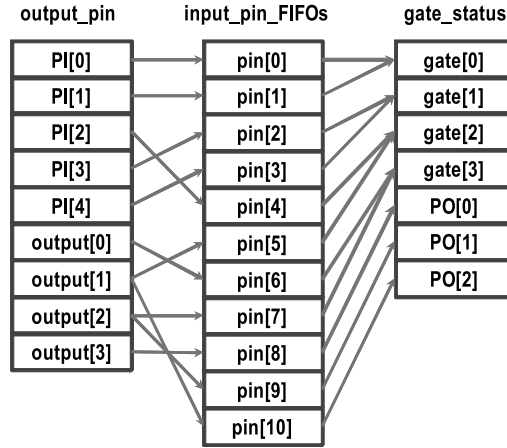 output_pin
PI[0]
PI[1]
PI[2]
PI[3]
PI[4]
output[0]
output[1]
output[2]
output[3]
input_pin_FIFOs
pin[0]
pin[1]
pin[2]
pin[3]
pin[4]
pin[5]
pin[6]
pin[7]
pin[8]
pin[9]
pin[10]
gate_status
gate[0]
gate[1]
gate[2]
gate[3]
PO[0]
PO[1]
PO[2]